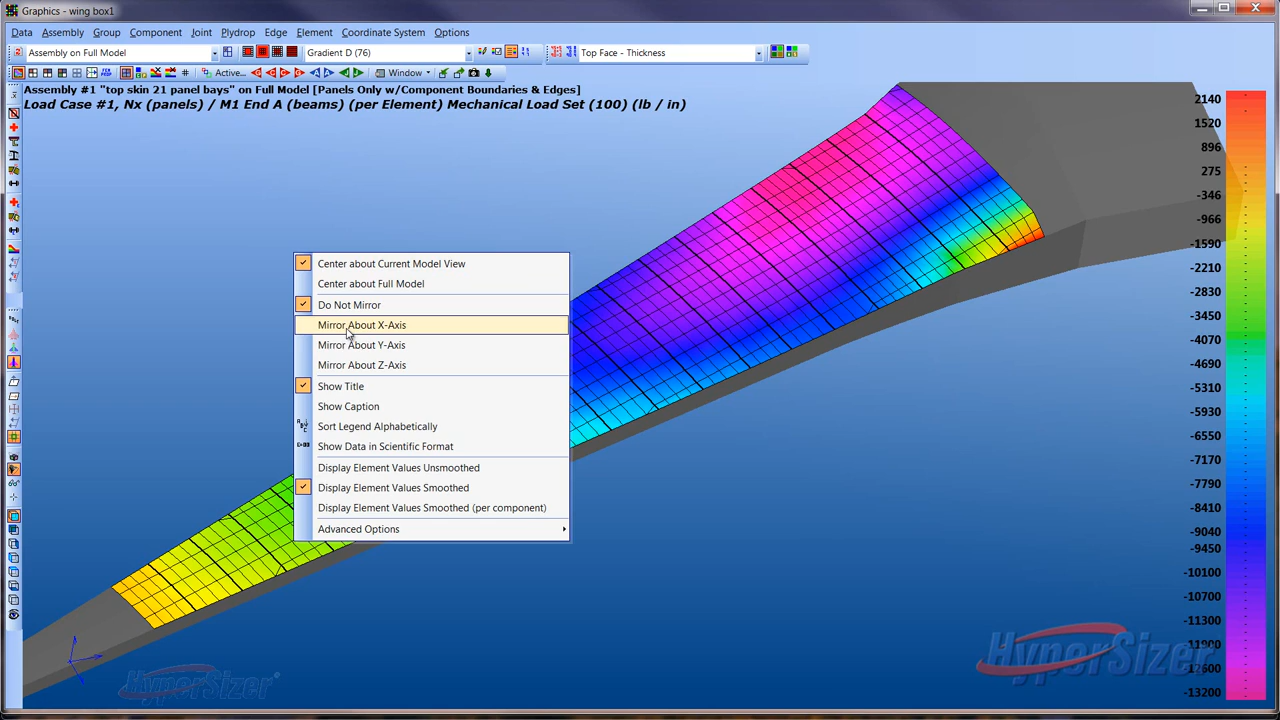 Graphics - wing box1
Data Assembly Group Component Joint Plydrop Edge Element Coordinate System Options
Assembly on Full Model Gradient D (76) Top Face - Thickness
Active... Window
Assembly #1 "top skin 21 panel bays" on Full Model [Panels Only w/Component Boundaries & Edges]
Load Case #1, Nx (panels) / M1 End A (beams) (per Element) Mechanical Load Set (100) (lb / in)
Center about Current Model View
Center about Full Model
Do Not Mirror
Mirror About X-Axis
Mirror About Y-Axis
Mirror About Z-Axis
Show Title
Show Caption
Sort Legend Alphabetically
Show Data in Scientific Format
Display Element Values Unsmoothed
Display Element Values Smoothed
Display Element Values Smoothed (per component)
Advanced Options
2140
1520
896
275
-346
-966
-1590
-2210
-2830
-3450
-4070
-4690
-5310
-5930
-6550
-7170
-7790
-8410
-9040
-9450
-10100
-10700
-11300
-11900
-12600
-13200
HyperSizer
HyperSizer